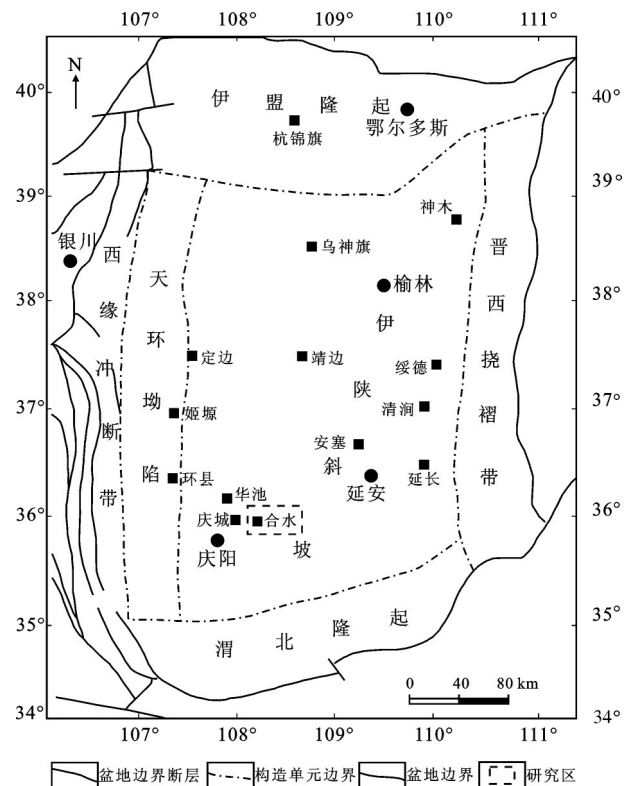 107° 108° 109° 110° 111°
N
40° 伊盟隆起 40°
鄂尔多斯
杭锦旗
39° 39°
神木
银川 乌神旗
西缘冲断带
天环坳陷
晋西挠褶带
伊陕斜坡
38° 榆林 38°
定边 靖边 绥德
37° 姬塬 清涧 37°
安塞
环县 延安 延长
华池
36° 庆城 合水 36°
庆阳
35° 35°
渭北隆起
0 40 80 km
34° 34°
107° 108° 109° 110° 111°
盆地边界断层 构造单元边界 盆地边界 研究区